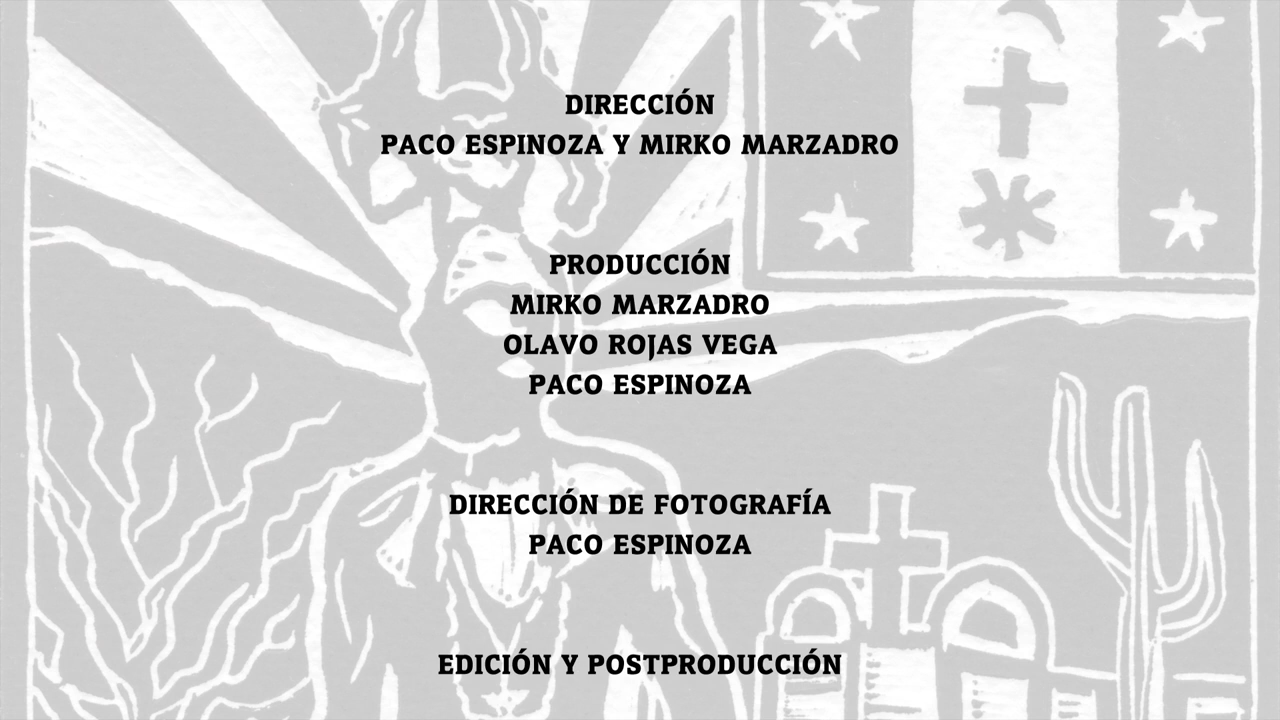 DIRECCIÓN
PACO ESPINOZA Y MIRKO MARZADRO
PRODUCCIÓN
MIRKO MARZADRO
OLAVO ROJAS VEGA
PACO ESPINOZA
DIRECCIÓN DE FOTOGRAFÍA
PACO ESPINOZA
EDICIÓN Y POSTPRODUCCIÓN